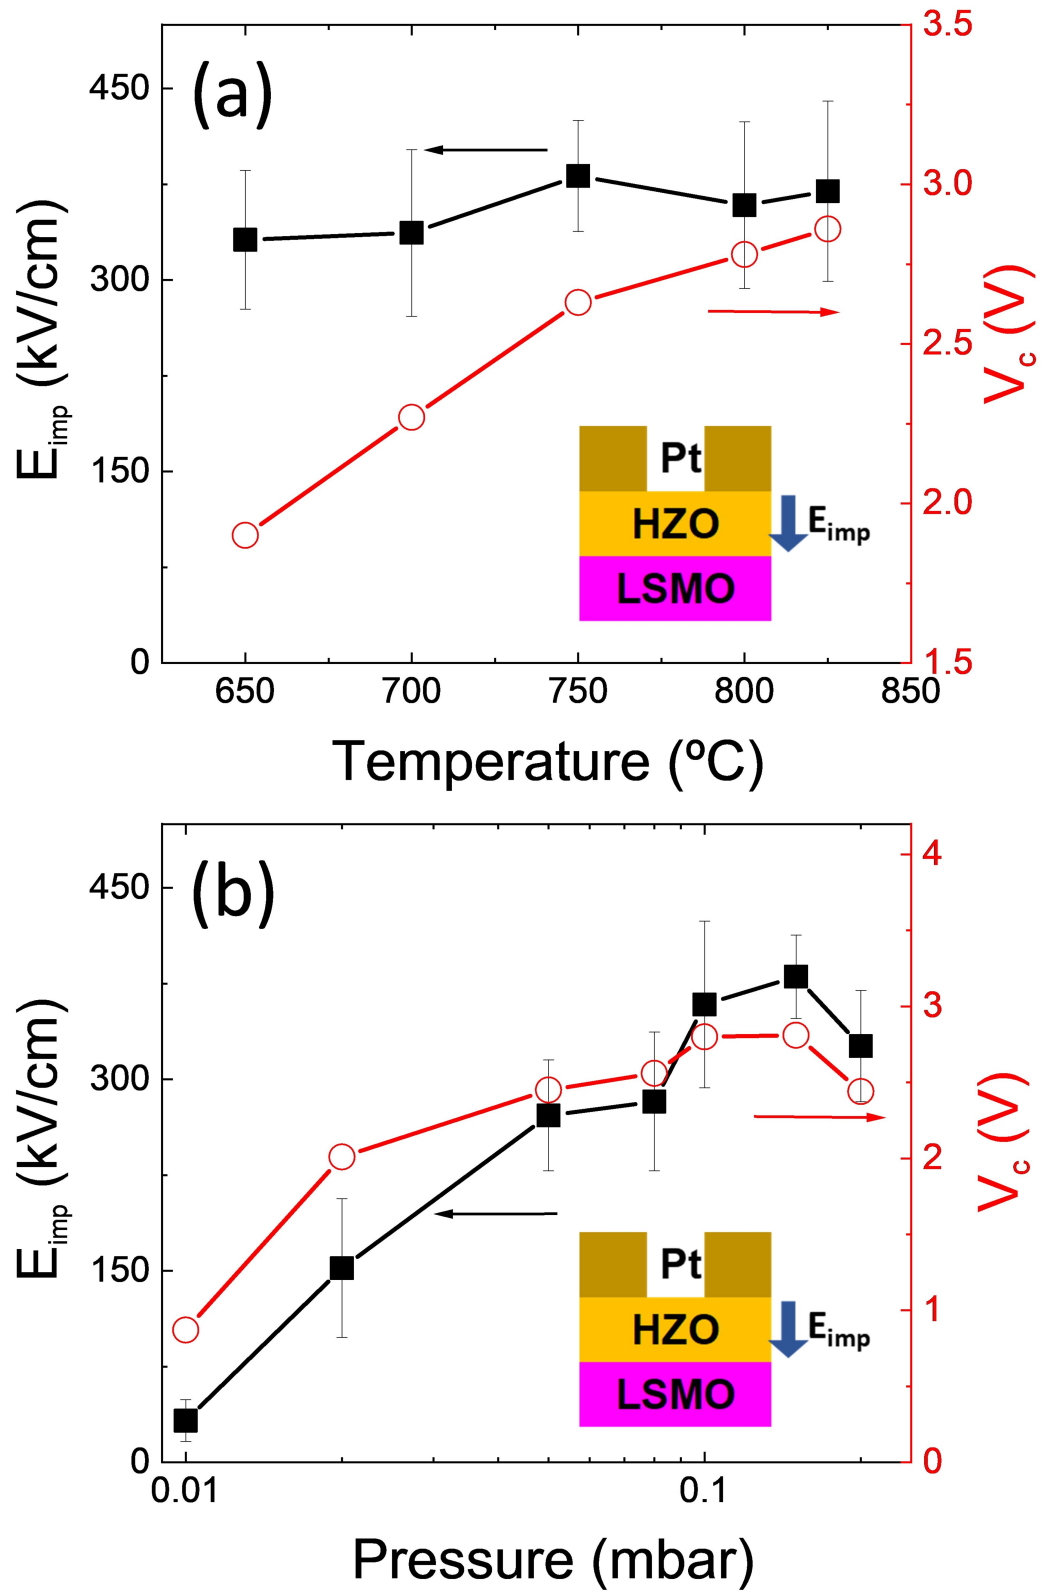 (a)
3.5
450
3.0
300
2.5
150
2.0
0
1.5
E_imp (kV/cm)
V_c (V)
Pt
HZO
E_imp
LSMO
650 700 750 800 850
Temperature (ºC)
(b)
4
450
3
300
2
150
1
0
0
E_imp (kV/cm)
V_c (V)
Pt
HZO
E_imp
LSMO
0.01 0.1
Pressure (mbar)